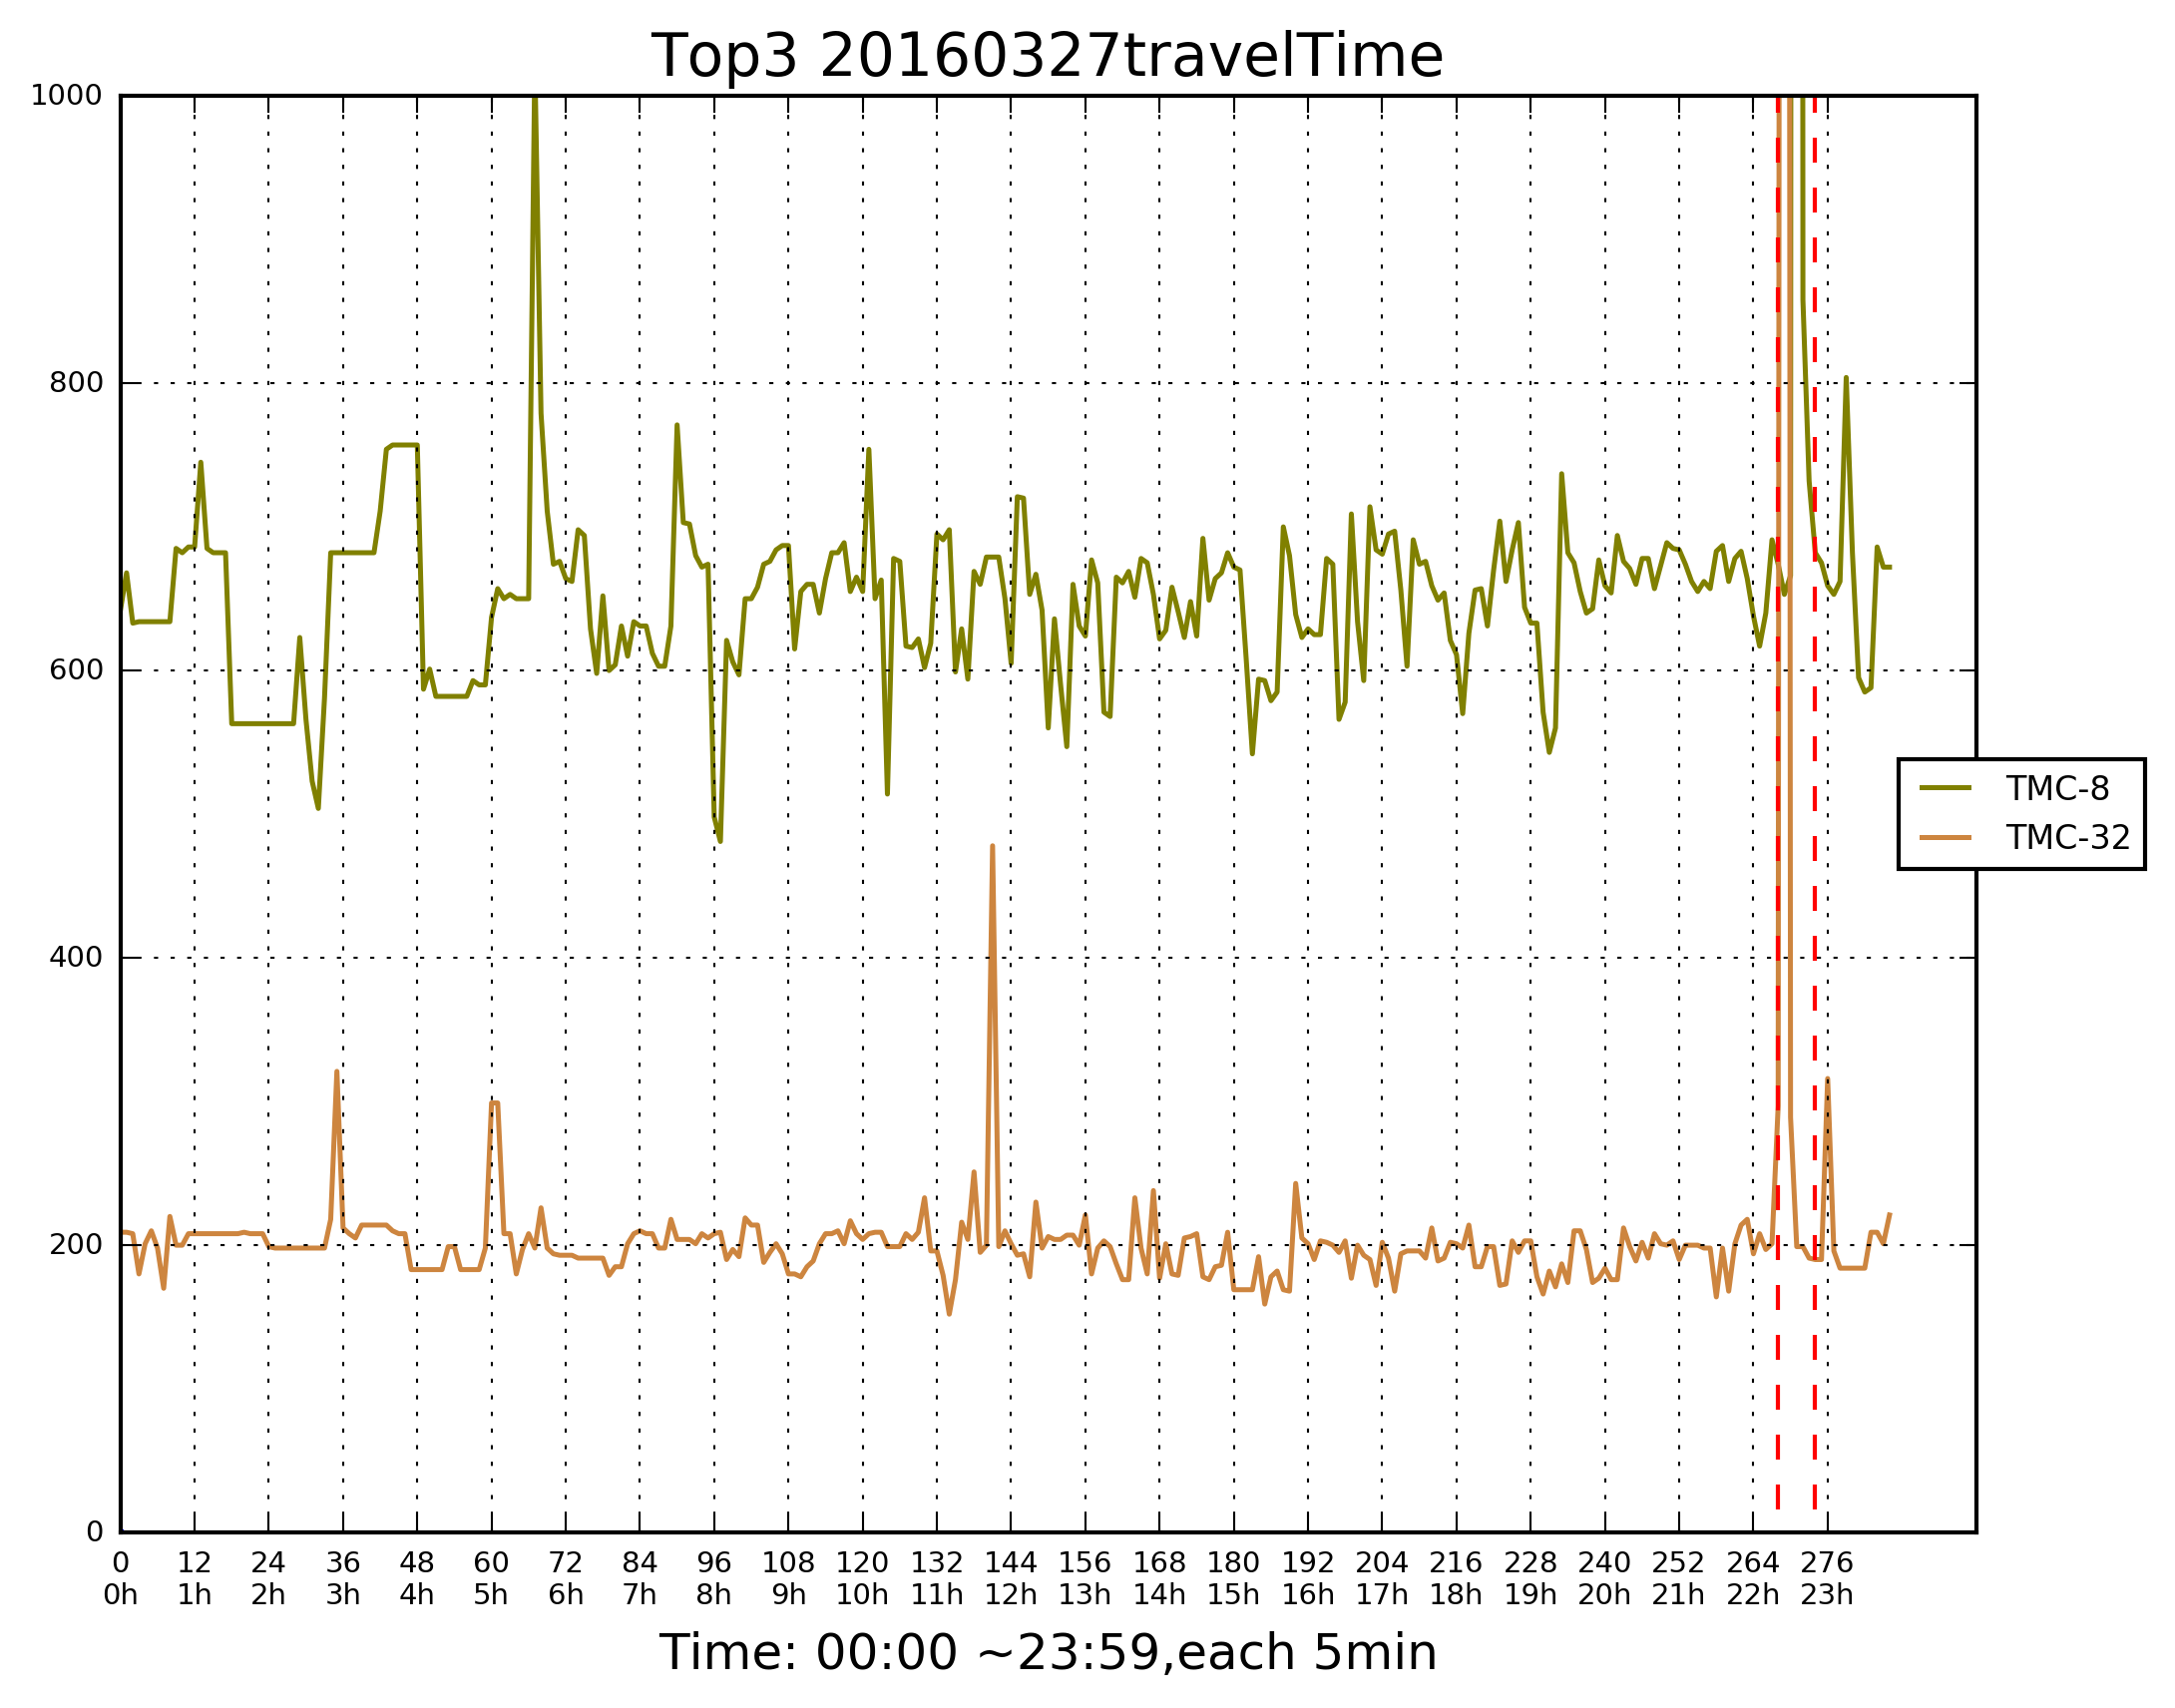 Top3 20160327travelTime
1000
800
600
400
200
0
TMC-8
TMC-32
0 12 24 36 48 60 72 84 96 108 120 132 144 156 168 180 192 204 216 228 240 252 264 276
0h 1h 2h 3h 4h 5h 6h 7h 8h 9h 10h 11h 12h 13h 14h 15h 16h 17h 18h 19h 20h 21h 22h 23h
Time: 00:00 ~23:59,each 5min